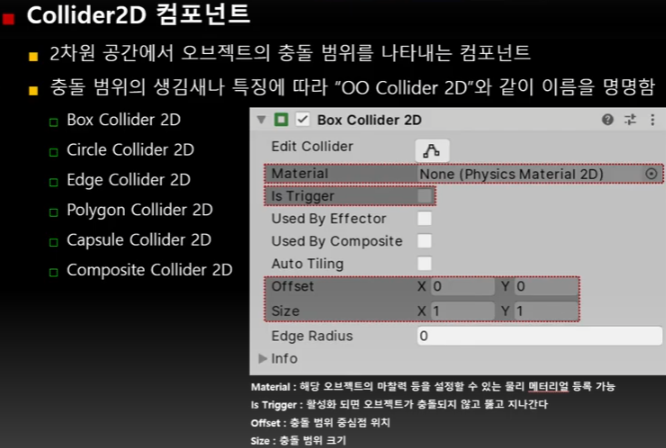 Collider2D 컴포넌트
2차원 공간에서 오브젝트의 충돌 범위를 나타내는 컴포넌트
충돌 범위의 생김새나 특징에 따라 “OO Collider 2D”와 같이 이름을 명명함
Box Collider 2D
Circle Collider 2D
Edge Collider 2D
Polygon Collider 2D
Capsule Collider 2D
Composite Collider 2D
Box Collider 2D
Edit Collider
Material None (Physics Material 2D)
Is Trigger
Used By Effector
Used By Composite
Auto Tiling
Offset X 0 Y 0
Size X 1 Y 1
Edge Radius 0
Info
Material : 해당 오브젝트의 마찰력 등을 설정할 수 있는 물리 메터리얼 등록 가능
Is Trigger : 활성화 되면 오브젝트가 충돌되지 않고 뚫고 지나간다
Offset : 충돌 범위 중심점 위치
Size : 충돌 범위 크기